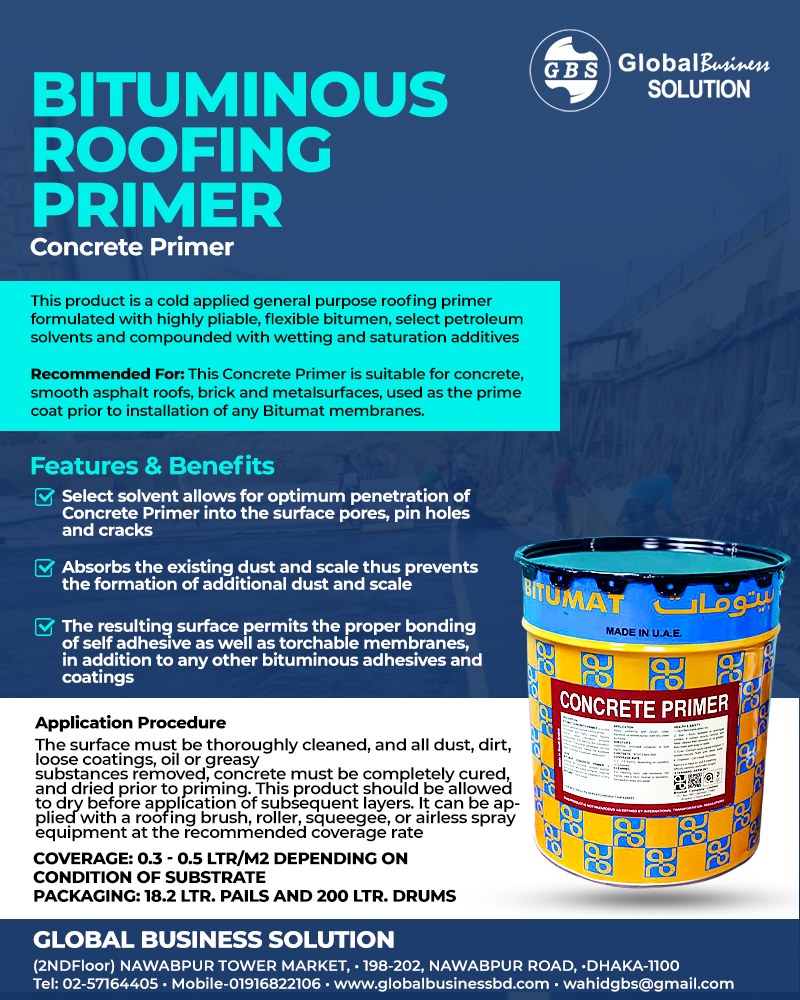 GBS
Global Business
SOLUTION
BITUMINOUS
ROOFING
PRIMER
Concrete Primer
This product is a cold applied general purpose roofing primer
formulated with highly pliable, flexible bitumen, select petroleum
solvents and compounded with wetting and saturation additives
Recommended For: This Concrete Primer is suitable for concrete,
smooth asphalt roofs, brick and metalsurfaces, used as the prime
coat prior to installation of any Bitumat membranes.
Features & Benefits
Select solvent allows for optimum penetration of
Concrete Primer into the surface pores, pin holes
and cracks
Absorbs the existing dust and scale thus prevents
the formation of additional dust and scale
The resulting surface permits the proper bonding
of self adhesive as well as torchable membranes,
in addition to any other bituminous adhesives and
coatings
BITUMAT بيتومات
MADE IN U.A.E.
CONCRETE PRIMER
Application Procedure
The surface must be thoroughly cleaned, and all dust, dirt,
loose coatings, oil or greasy
substances removed, concrete must be completely cured,
and dried prior to priming. This product should be allowed
to dry before application of subsequent layers. It can be ap-
plied with a roofing brush, roller, squeegee, or airless spray
equipment at the recommended coverage rate
COVERAGE: 0.3 - 0.5 LTR/M2 DEPENDING ON
CONDITION OF SUBSTRATE
PACKAGING: 18.2 LTR. PAILS AND 200 LTR. DRUMS
GLOBAL BUSINESS SOLUTION
(2NDFloor) NAWABPUR TOWER MARKET, • 198-202, NAWABPUR ROAD, •DHAKA-1100
Tel: 02-57164405 • Mobile-01916822106 • www.globalbusinessbd.com • wahidgbs@gmail.com